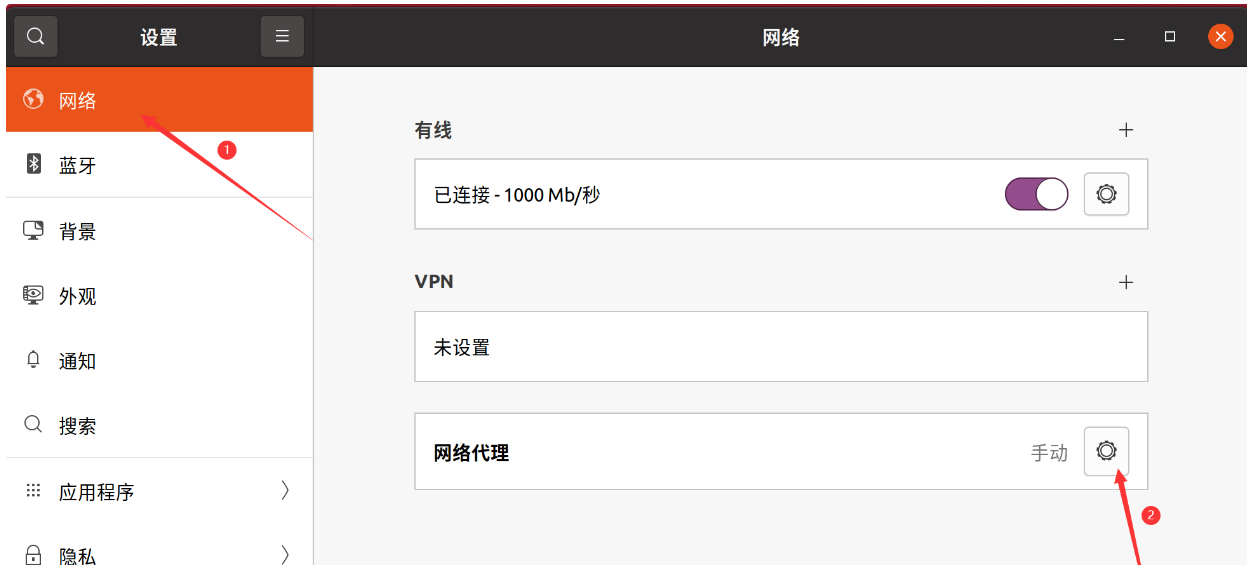 设置
网络
网络
1
蓝牙
背景
外观
通知
搜索
应用程序
隐私
有线
已连接 - 1000 Mb/秒
VPN
未设置
网络代理
手动
2